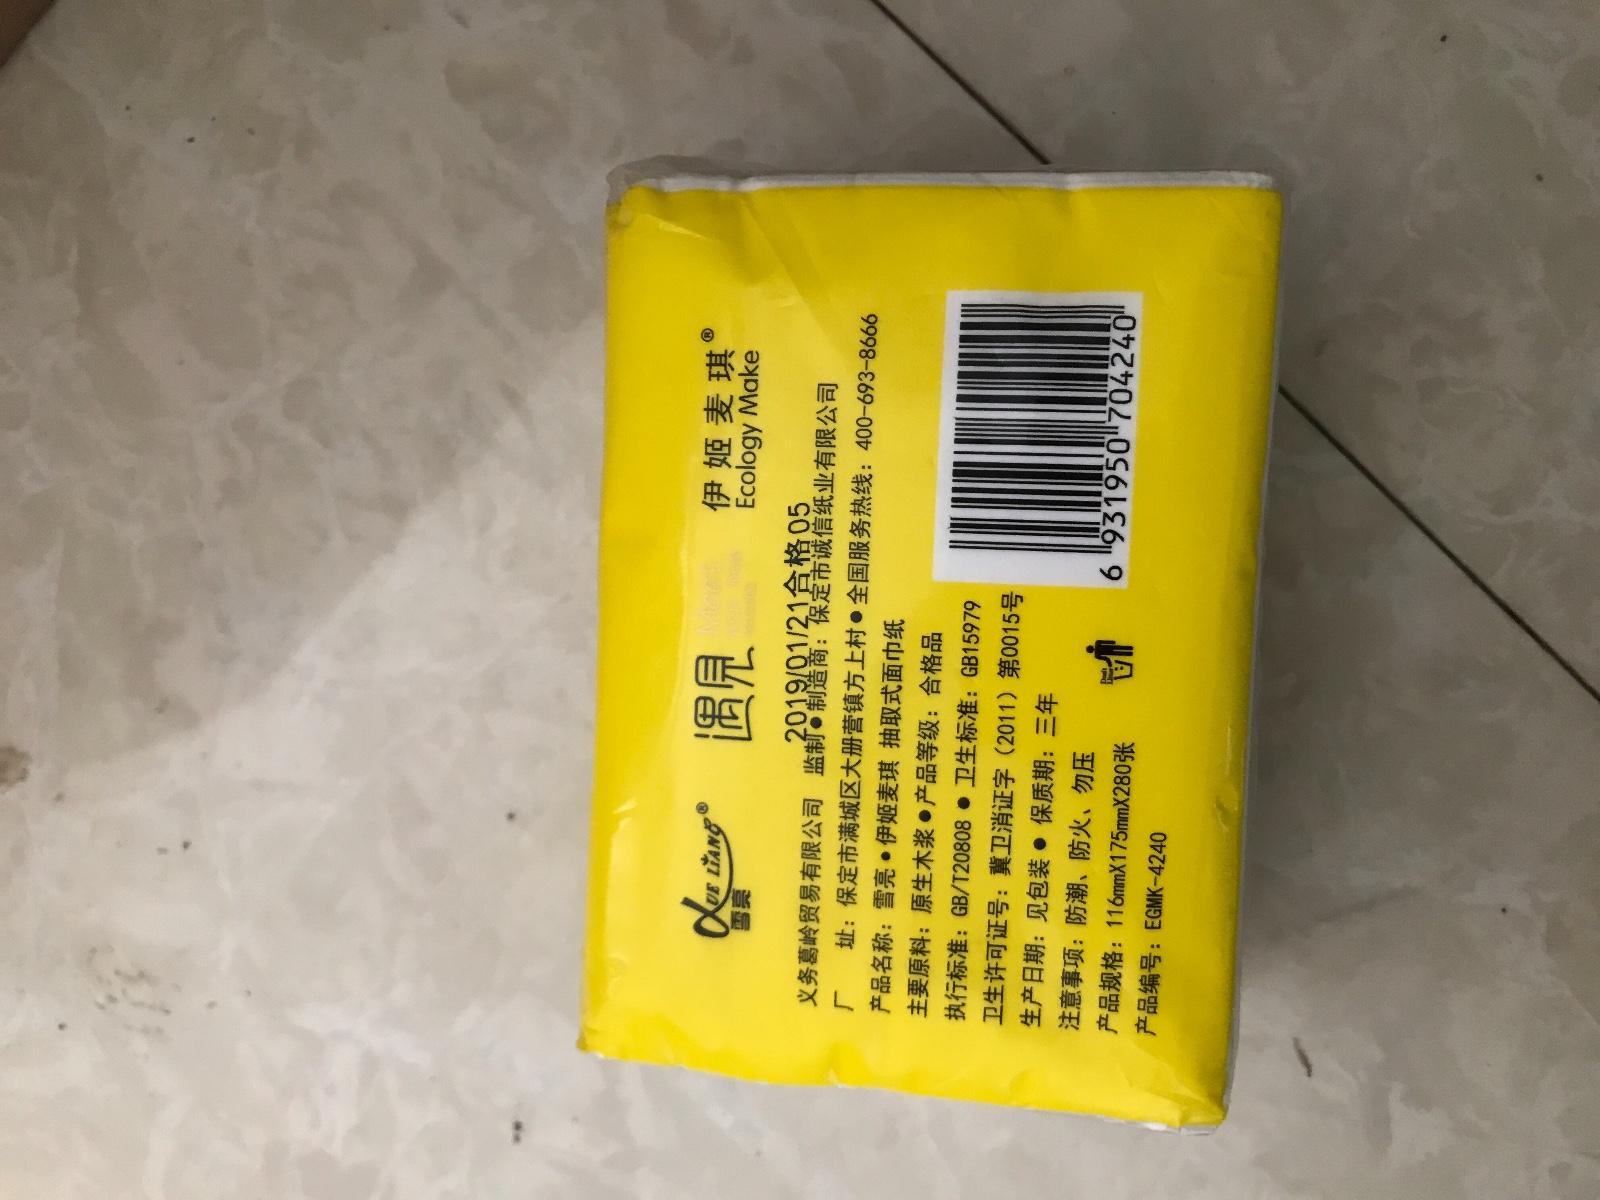 XUE LIANG®
雪亮
遇见
Meet
伊姬麦琪®
Ecology Make
2019/01/21合格05
义务葛岭贸易有限公司 监制●制造商：保定市诚信纸业有限公司
厂 址：保定市满城区大册营镇方上村●全国服务热线：400-693-8666
产品名称：雪亮•伊姬麦琪 抽取式面巾纸
主要原料：原生木浆●产品等级：合格品
执行标准：GB/T20808 ● 卫生标准：GB15979
卫生许可证号：冀卫消证字（2011）第0015号
生产日期：见包装 ● 保质期：三年
注意事项：防潮、防火、勿压
产品规格：116mmX175mmX280张
产品编号：EGMK-4240
6 931950 704240